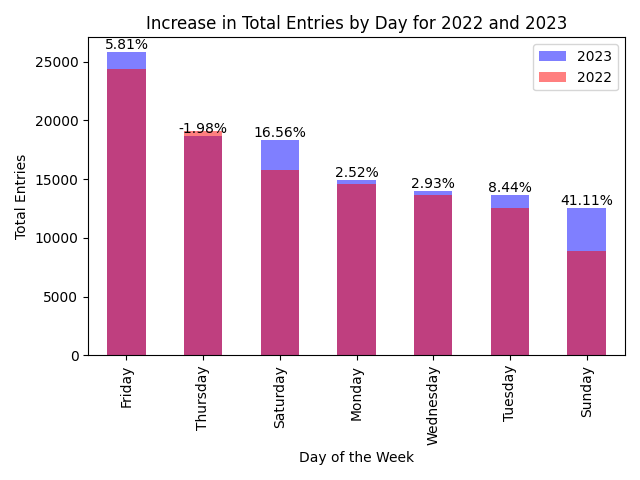 Increase in Total Entries by Day for 2022 and 2023
Total Entries
25000
20000
15000
10000
5000
0
5.81%
-1.98%
16.56%
2.52%
2.93%
8.44%
41.11%
2023
2022
Friday
Thursday
Saturday
Monday
Wednesday
Tuesday
Sunday
Day of the Week